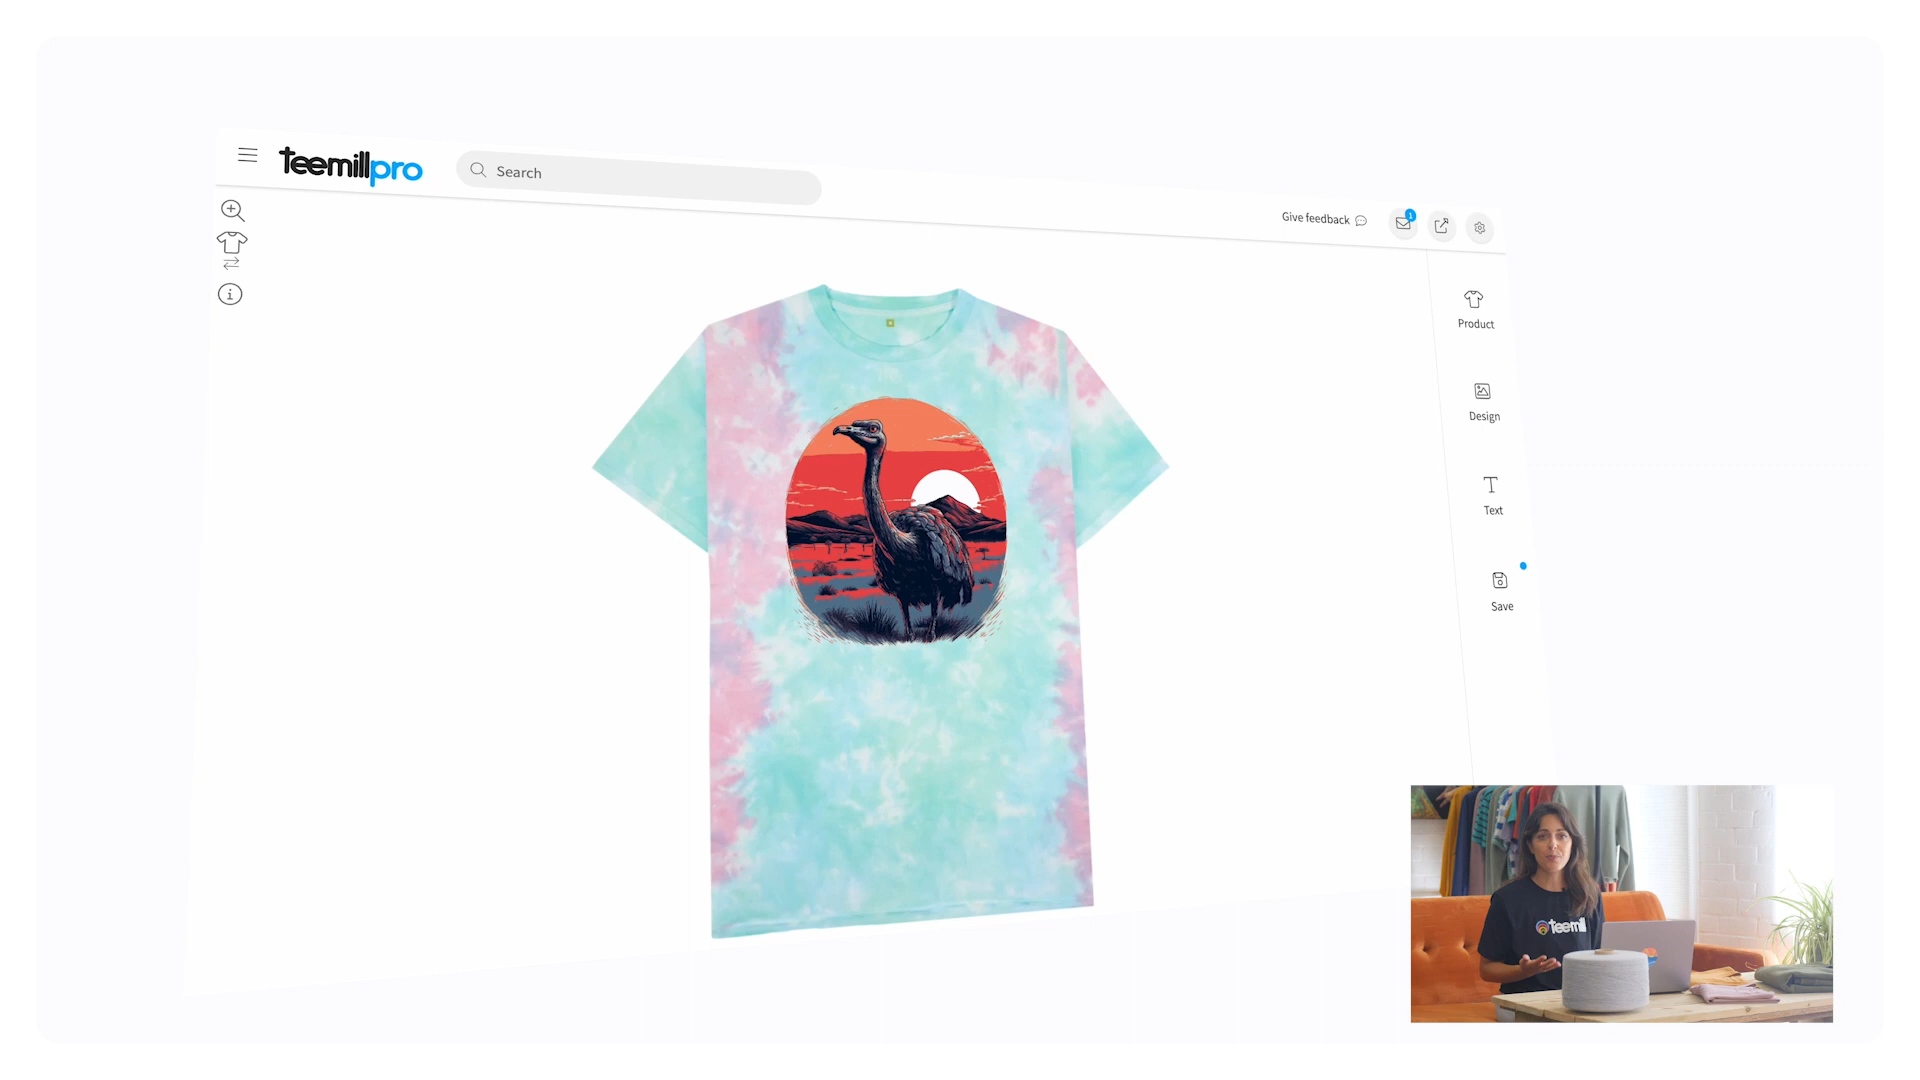 teemillpro
Search
Give feedback
1
Product
Design
Text
Save
teemill